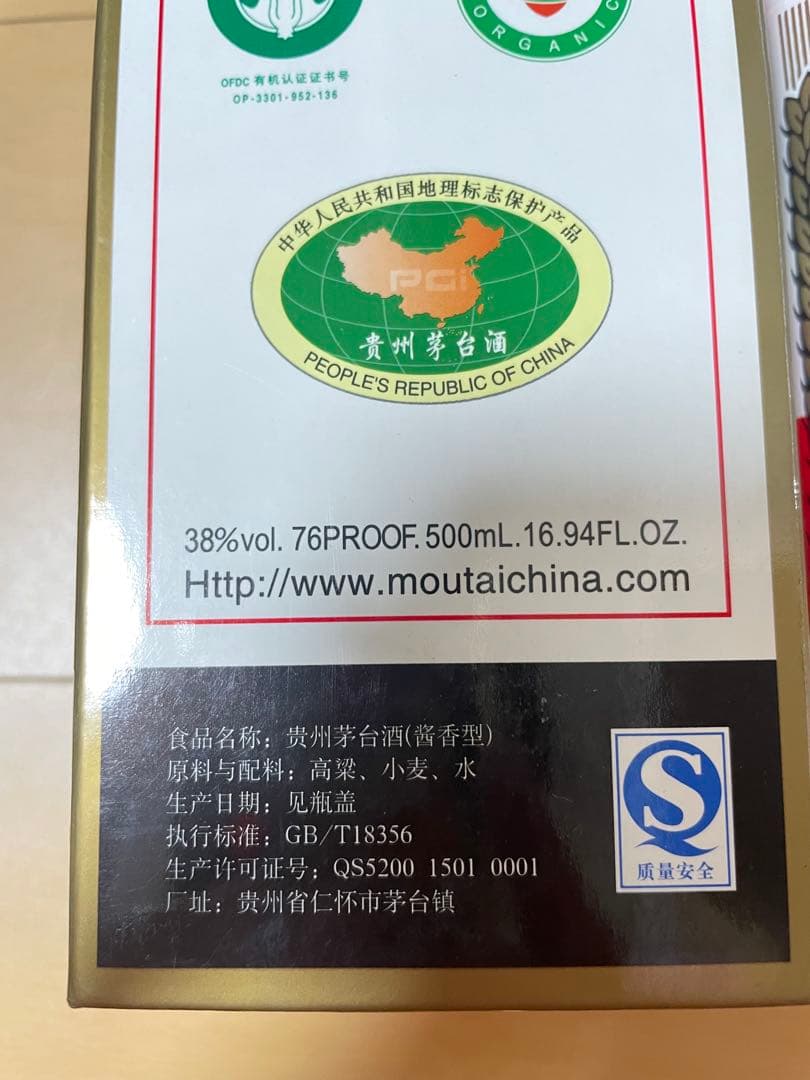 ORGANIC
OFDC 有机认证证书号
OP-3301-952-136
中华人民共和国地理标志保护产品
PGI
贵州茅台酒
PEOPLE'S REPUBLIC OF CHINA
38%vol. 76PROOF. 500mL.16.94FL.OZ.
Http://www.moutaichina.com
食品名称：贵州茅台酒(酱香型)
原料与配料：高粱、小麦、水
生产日期：见瓶盖
执行标准：GB/T18356
生产许可证号：QS5200 1501 0001
厂址：贵州省仁怀市茅台镇
QS
质量安全